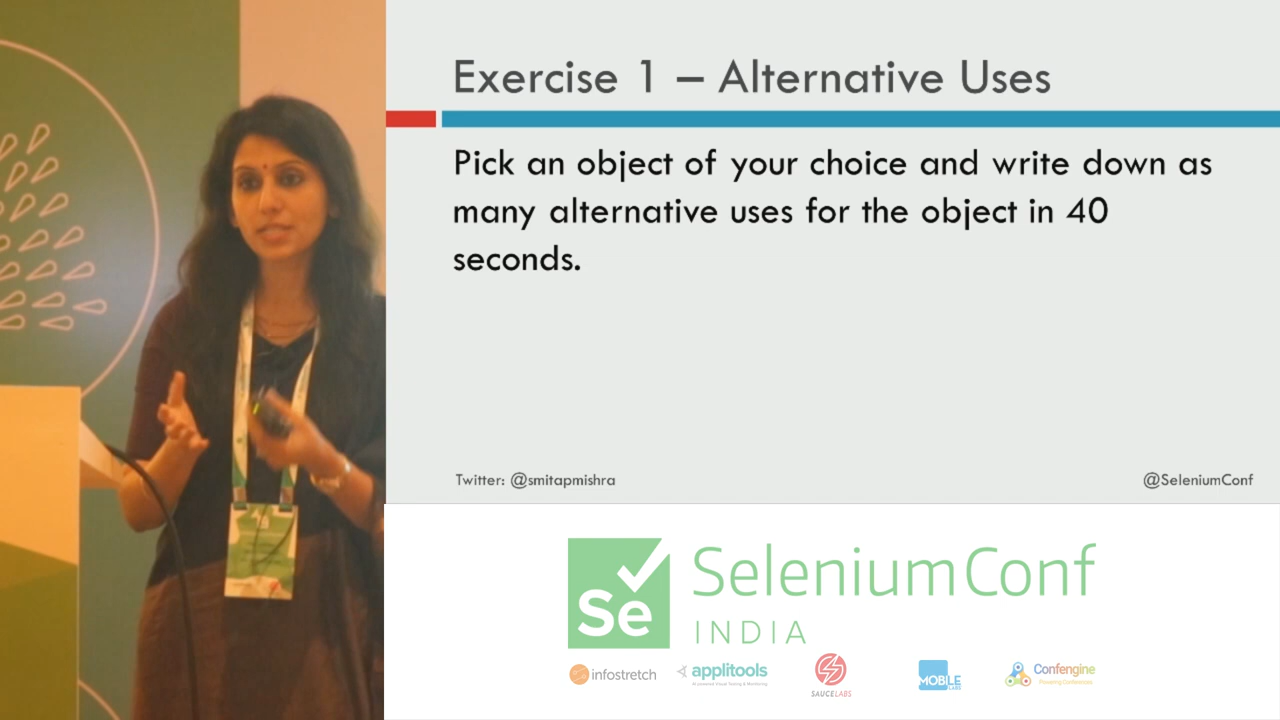 Exercise 1 – Alternative Uses
Pick an object of your choice and write down as
many alternative uses for the object in 40
seconds.
Twitter: @smitapmishra
@SeleniumConf
Se
SeleniumConf
INDIA
infostretch
applitools
SAUCELABS
MOBILE
LABS
Confengine